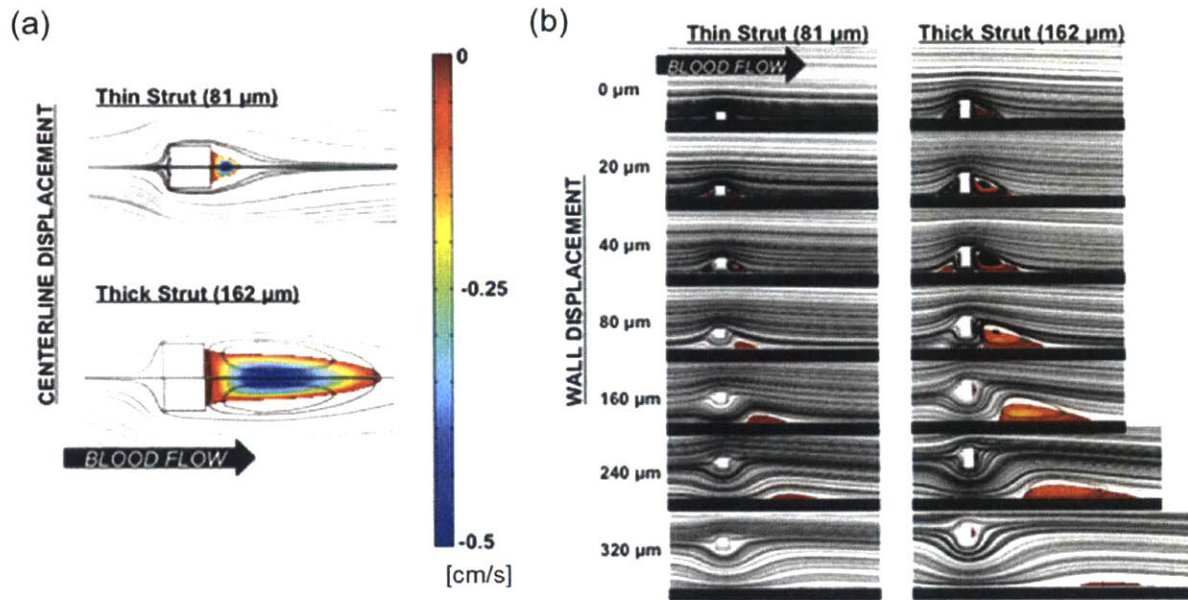 (a)
Thin Strut (81 µm)
CENTERLINE DISPLACEMENT
Thick Strut (162 µm)
BLOOD FLOW
0
-0.25
-0.5
[cm/s]
(b)
Thin Strut (81 µm)
Thick Strut (162 µm)
BLOOD FLOW
WALL DISPLACEMENT
0 µm
20 µm
40 µm
80 µm
160 µm
240 µm
320 µm